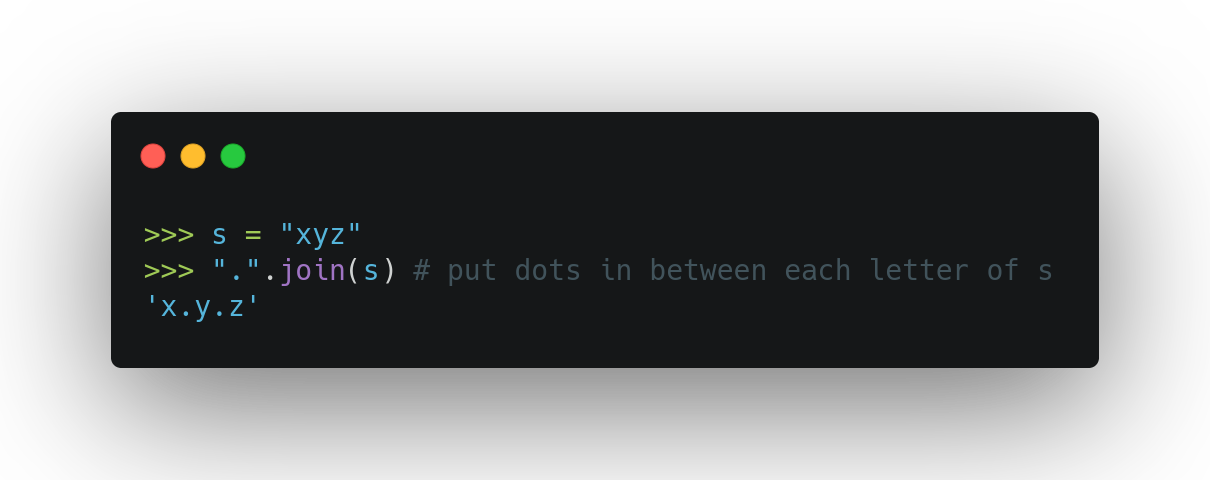 >>> s = "xyz"
>>> ".".join(s) # put dots in between each letter of s
'x.y.z'